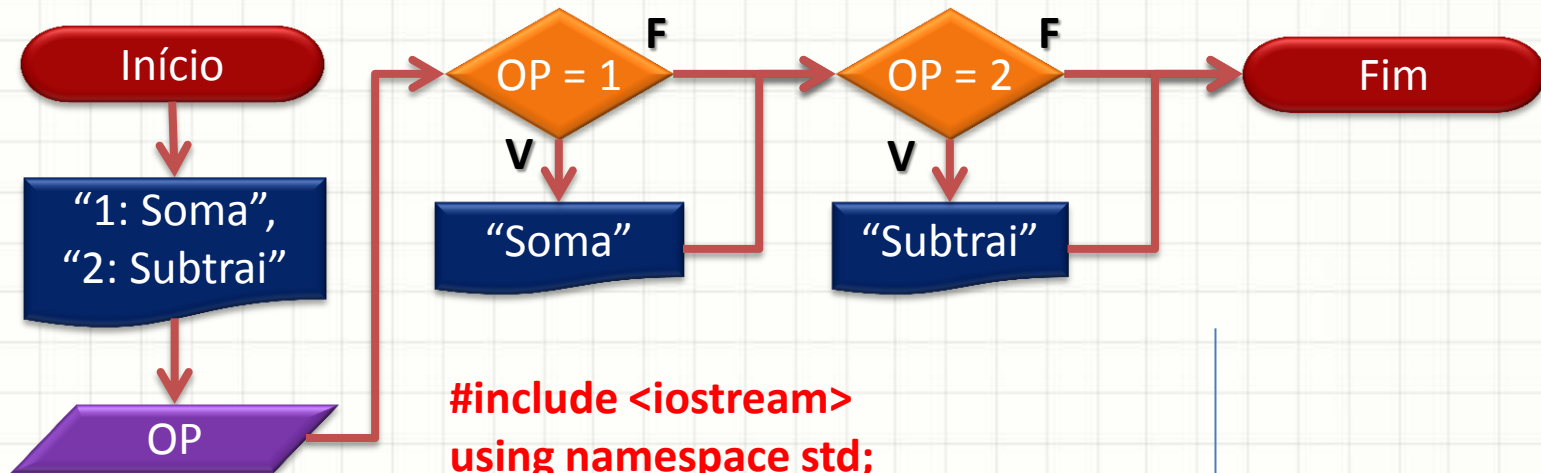 Início
“1: Soma”,
“2: Subtrai”
OP
OP = 1
F
V
“Soma”
OP = 2
F
V
“Subtrai”
Fim
#include <iostream>
using namespace std;